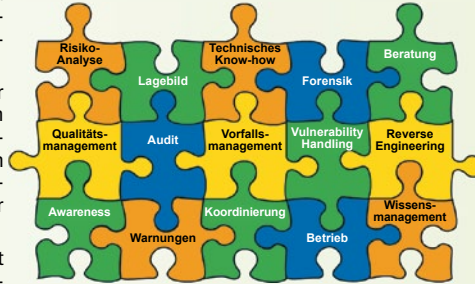 Risiko-
Analyse
Lagebild
Technisches
Know-how
Forensik
Beratung
Qualitäts-
management
Audit
Vorfalls-
management
Vulnerability
Handling
Reverse
Engineering
Awareness
Warnungen
Koordinierung
Betrieb
Wissens-
management